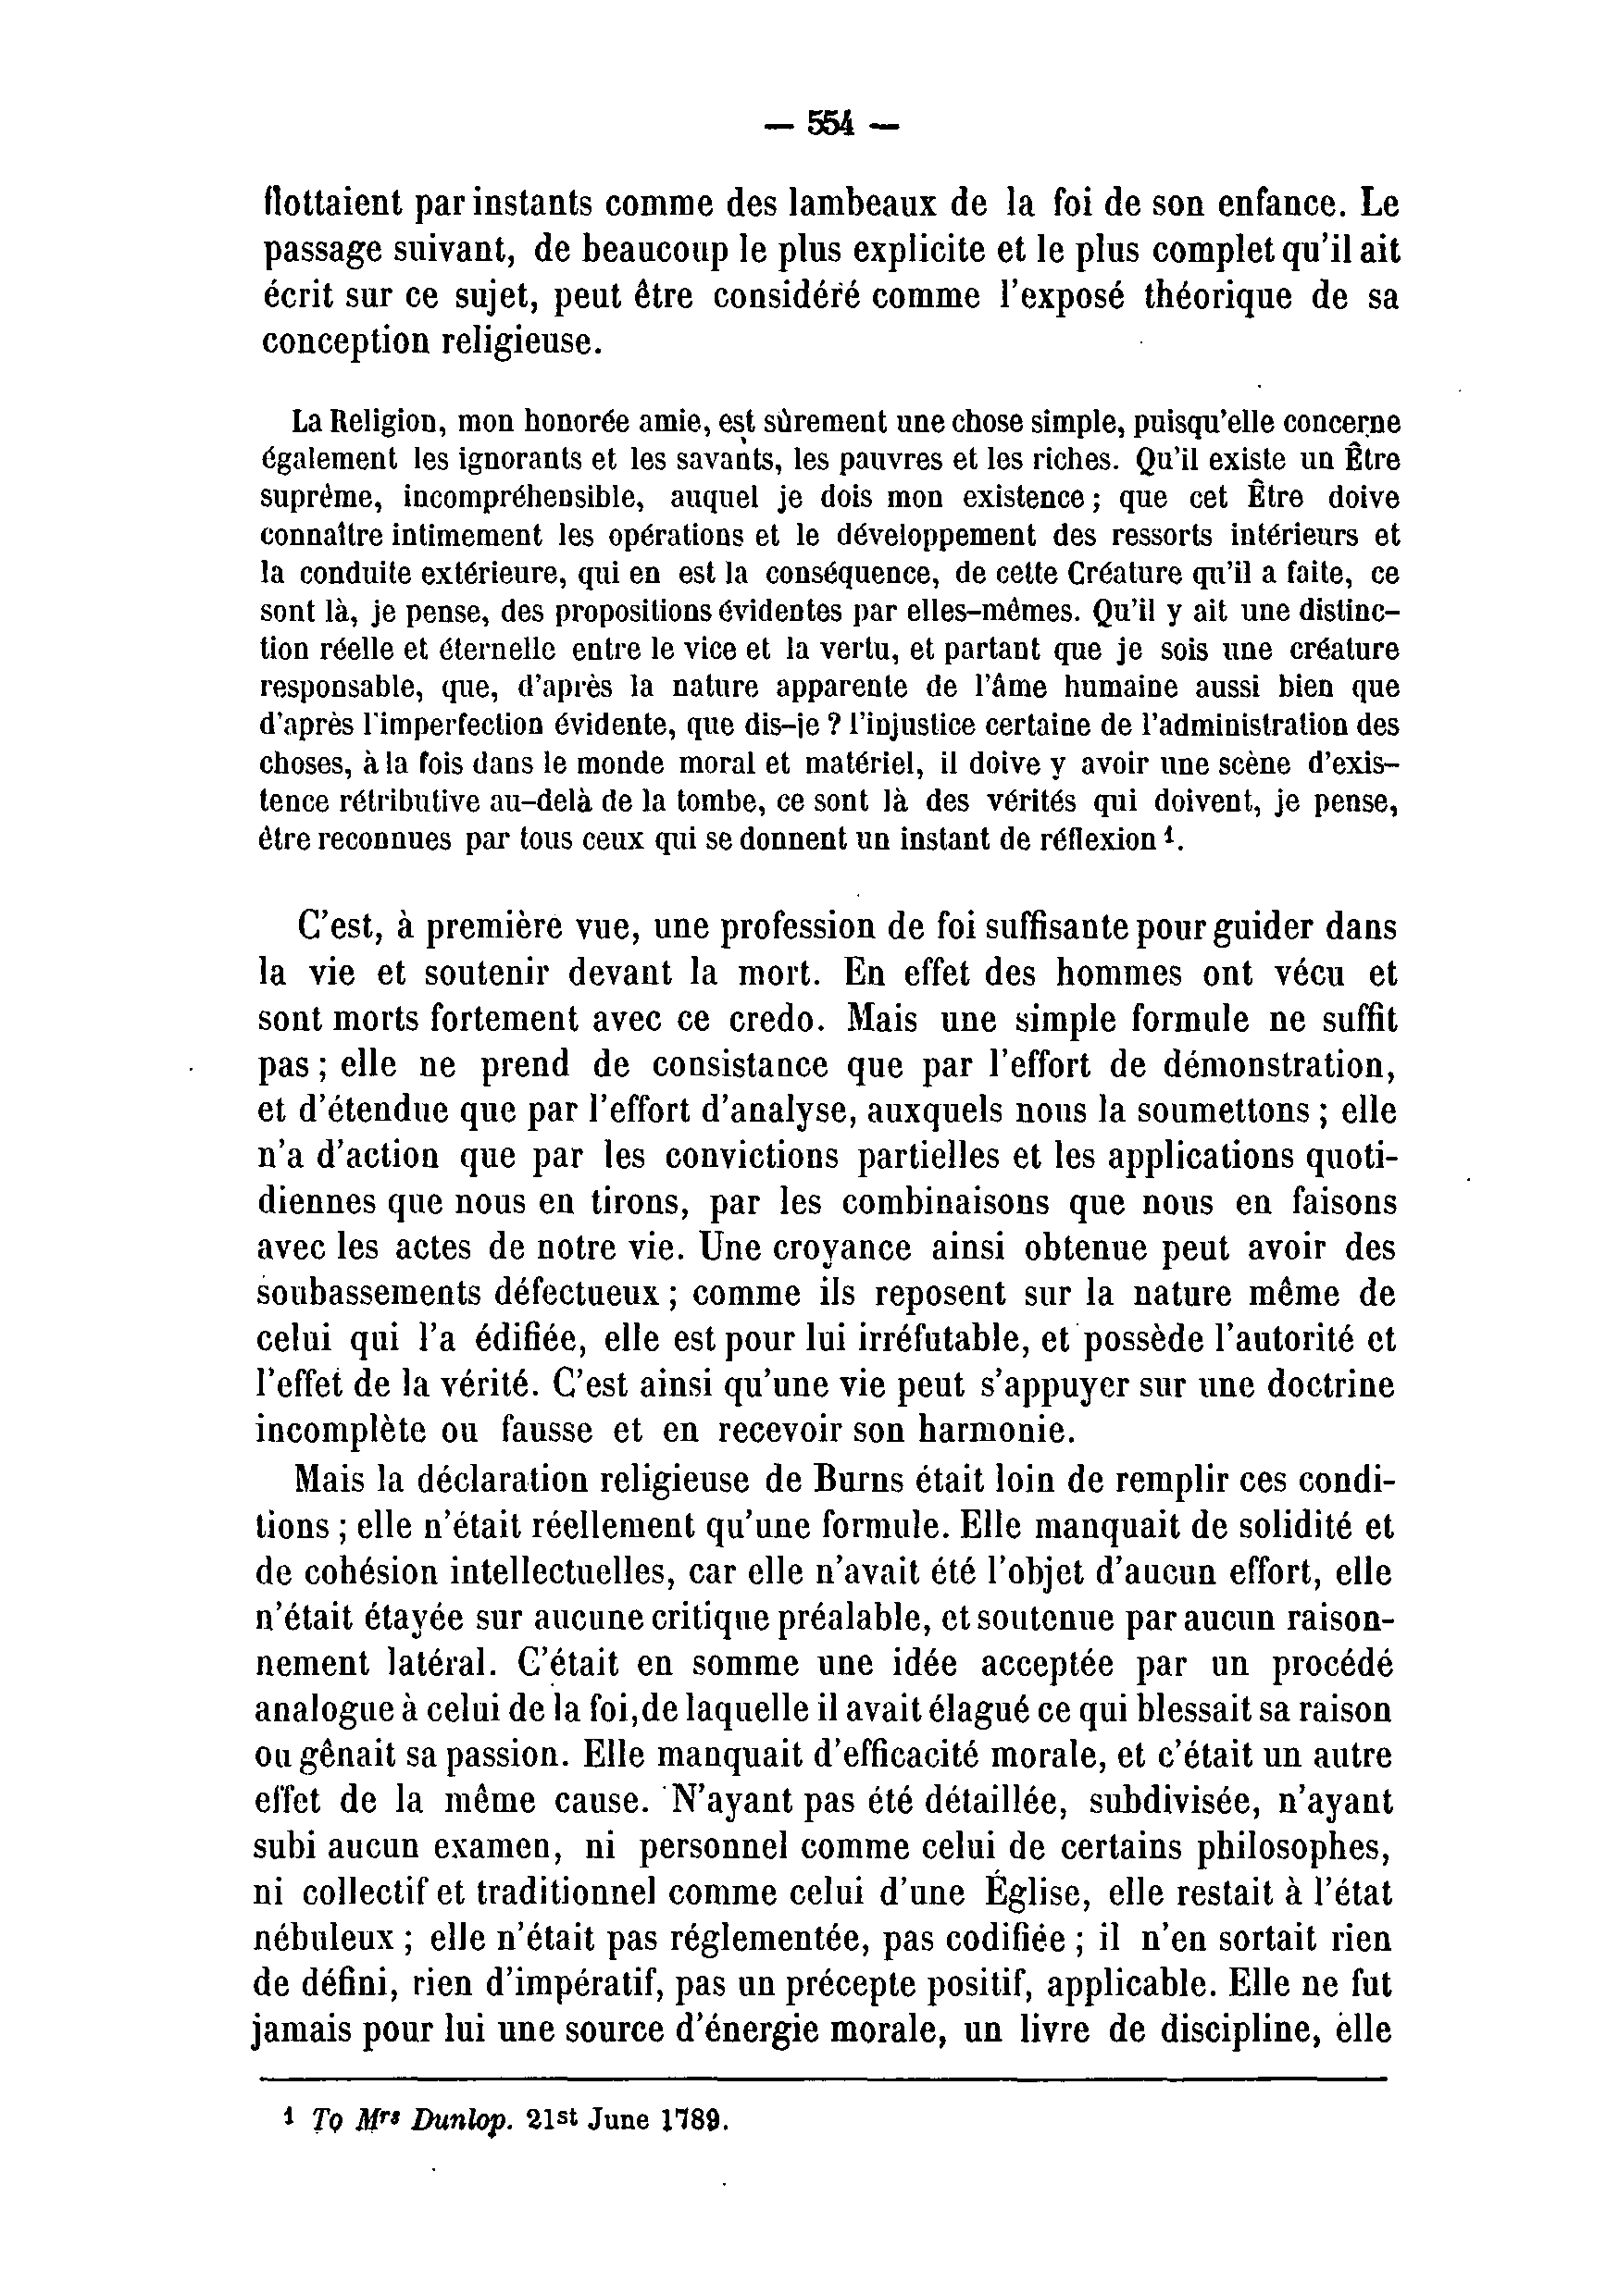 — 554 —
flottaient par instants comme des lambeaux de la foi de son enfance. Le
passage suivant, de beaucoup le plus explicite et le plus complet qu'il ait
écrit sur ce sujet, peut être considéré comme l'exposé théorique de sa
conception religieuse.
La Religion, mon honorée amie, est sûrement une chose simple, puisqu'elle concerne
également les ignorants et les savants, les pauvres et les riches. Qu'il existe un Être
suprême, incompréhensible, auquel je dois mon existence ; que cet Être doive
connaître intimement les opérations et le développement des ressorts intérieurs et
la conduite extérieure, qui en est la conséquence, de cette Créature qu'il a faite, ce
sont là, je pense, des propositions évidentes par elles-mêmes. Qu'il y ait une distinc-
tion réelle et éternelle entre le vice et la vertu, et partant que je sois une créature
responsable, que, d'après la nature apparente de l'âme humaine aussi bien que
d'après l'imperfection évidente, que dis-je ? l'injustice certaine de l'administration des
choses, à la fois dans le monde moral et matériel, il doive y avoir une scène d'exis-
tence rétributive au-delà de la tombe, ce sont là des vérités qui doivent, je pense,
être reconnues par tous ceux qui se donnent un instant de réflexion 1.
C'est, à première vue, une profession de foi suffisante pour guider dans
la vie et soutenir devant la mort. En effet des hommes ont vécu et
sont morts fortement avec ce credo. Mais une simple formule ne suffit
pas ; elle ne prend de consistance que par l'effort de démonstration,
et d'étendue que par l'effort d'analyse, auxquels nous la soumettons ; elle
n'a d'action que par les convictions partielles et les applications quoti-
diennes que nous en tirons, par les combinaisons que nous en faisons
avec les actes de notre vie. Une croyance ainsi obtenue peut avoir des
soubassements défectueux ; comme ils reposent sur la nature même de
celui qui l'a édifiée, elle est pour lui irréfutable, et possède l'autorité et
l'effet de la vérité. C'est ainsi qu'une vie peut s'appuyer sur une doctrine
incomplète ou fausse et en recevoir son harmonie.
Mais la déclaration religieuse de Burns était loin de remplir ces condi-
tions ; elle n'était réellement qu'une formule. Elle manquait de solidité et
de cohésion intellectuelles, car elle n'avait été l'objet d'aucun effort, elle
n'était étayée sur aucune critique préalable, et soutenue par aucun raison-
nement latéral. C'était en somme une idée acceptée par un procédé
analogue à celui de la foi, de laquelle il avait élagué ce qui blessait sa raison
ou gênait sa passion. Elle manquait d'efficacité morale, et c'était un autre
effet de la même cause. N'ayant pas été détaillée, subdivisée, n'ayant
subi aucun examen, ni personnel comme celui de certains philosophes,
ni collectif et traditionnel comme celui d'une Église, elle restait à l'état
nébuleux ; elle n'était pas réglementée, pas codifiée ; il n'en sortait rien
de défini, rien d'impératif, pas un précepte positif, applicable. Elle ne fut
jamais pour lui une source d'énergie morale, un livre de discipline, elle
1 To Mrs Dunlop. 21st June 1789.